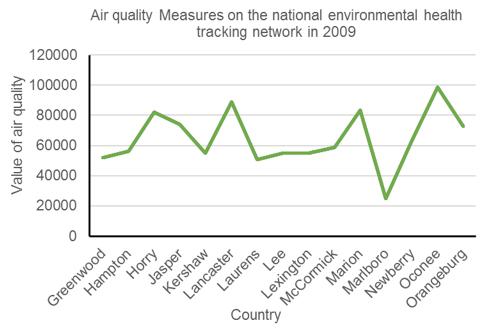 Air quality Measures on the national environmental health
tracking network in 2009
Value of air quality
120000
100000
80000
60000
40000
20000
0
Greenwood
Hampton
Horry
Jasper
Kershaw
Lancaster
Laurens
Lee
Lexington
McCormick
Marion
Marlboro
Newberry
Oconee
Orangeburg
Country